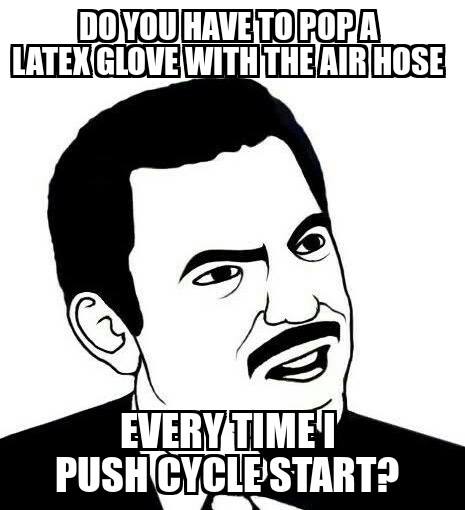 DO YOU HAVE TO POP A
LATEX GLOVE WITH THE AIR HOSE
EVERY TIME I
PUSH CYCLE START?